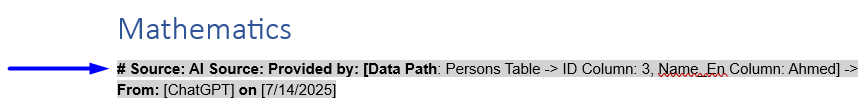 Mathematics
# Source: AI Source: Provided by: [Data Path: Persons Table -> ID Column: 3, Name_En Column: Ahmed] ->
From: [ChatGPT] on [7/14/2025]